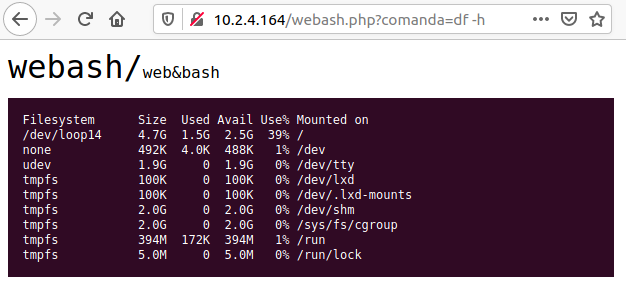 10.2.4.164/webash.php?comanda=df -h
webash/web&bash
Filesystem      Size  Used Avail Use% Mounted on
/dev/loop14     4.7G  1.5G  2.5G  39% /
none            492K  4.0K  488K   1% /dev
udev            1.9G     0  1.9G   0% /dev/tty
tmpfs           100K     0  100K   0% /dev/lxd
tmpfs           100K     0  100K   0% /dev/.lxd-mounts
tmpfs           2.0G     0  2.0G   0% /dev/shm
tmpfs           2.0G     0  2.0G   0% /sys/fs/cgroup
tmpfs           394M  172K  394M   1% /run
tmpfs           5.0M     0  5.0M   0% /run/lock